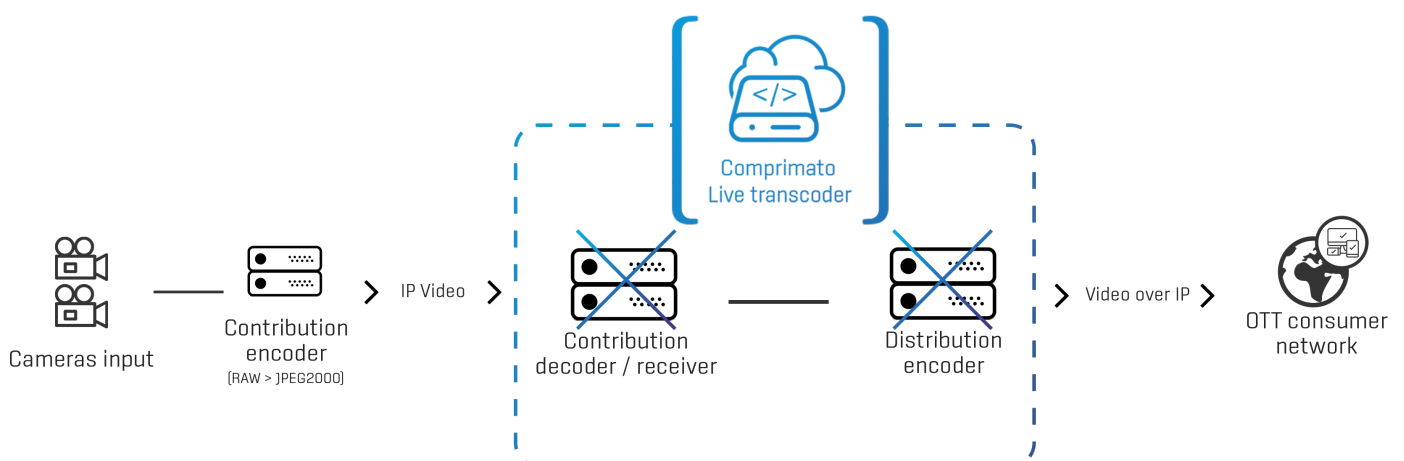 </>
Comprimato
Live transcoder
Cameras input
Contribution
encoder
(RAW > JPEG2000)
IP Video
Contribution
decoder / receiver
Distribution
encoder
Video over IP
OTT consumer
network